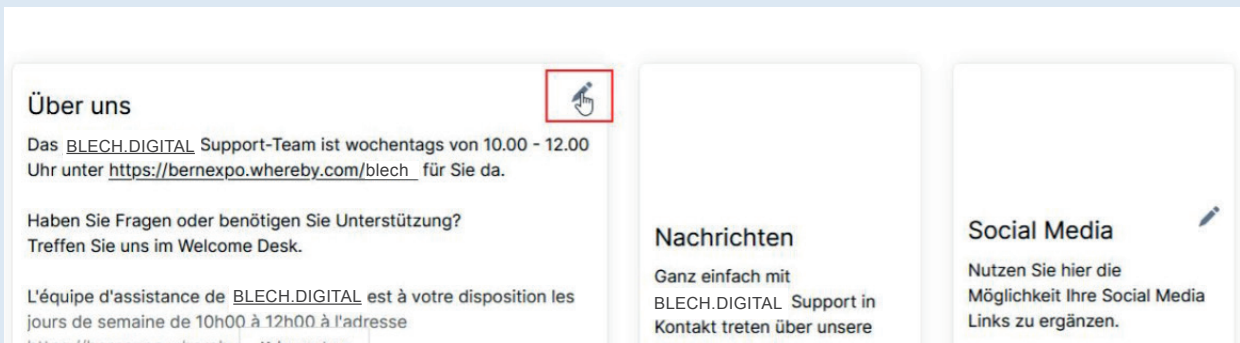 Über uns
Das BLECH.DIGITAL Support-Team ist wochentags von 10.00 - 12.00
Uhr unter https://bernexpo.whereby.com/blech für Sie da.
Haben Sie Fragen oder benötigen Sie Unterstützung?
Treffen Sie uns im Welcome Desk.
L'équipe d'assistance de BLECH.DIGITAL est à votre disposition les
jours de semaine de 10h00 à 12h00 à l'adresse
Nachrichten
Ganz einfach mit
BLECH.DIGITAL Support in
Kontakt treten über unsere
Social Media
Nutzen Sie hier die
Möglichkeit Ihre Social Media
Links zu ergänzen.